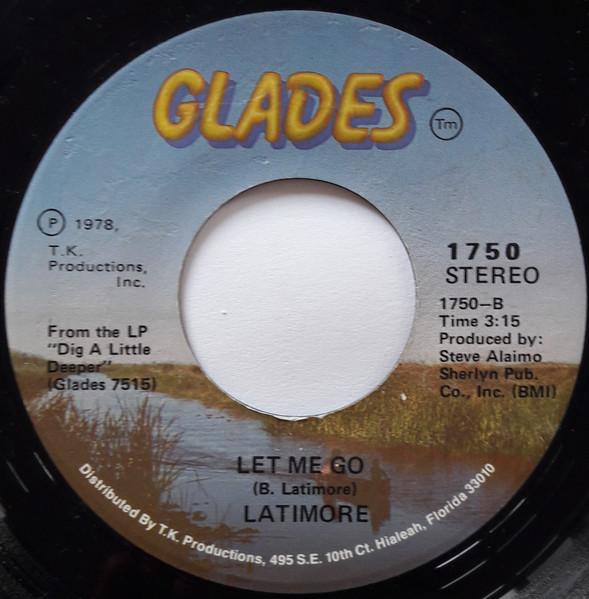 GLADES
Tm
P 1978,
T.K.
Productions,
Inc.
From the LP
"Dig A Little
Deeper"
(Glades 7515)
1750
STEREO
1750-B
Time 3:15
Produced by:
Steve Alaimo
Sherlyn Pub.
Co., Inc. (BMI)
LET ME GO
(B. Latimore)
LATIMORE
Distributed By T.K. Productions, 495 S.E. 10th Ct. Hialeah, Florida 33010